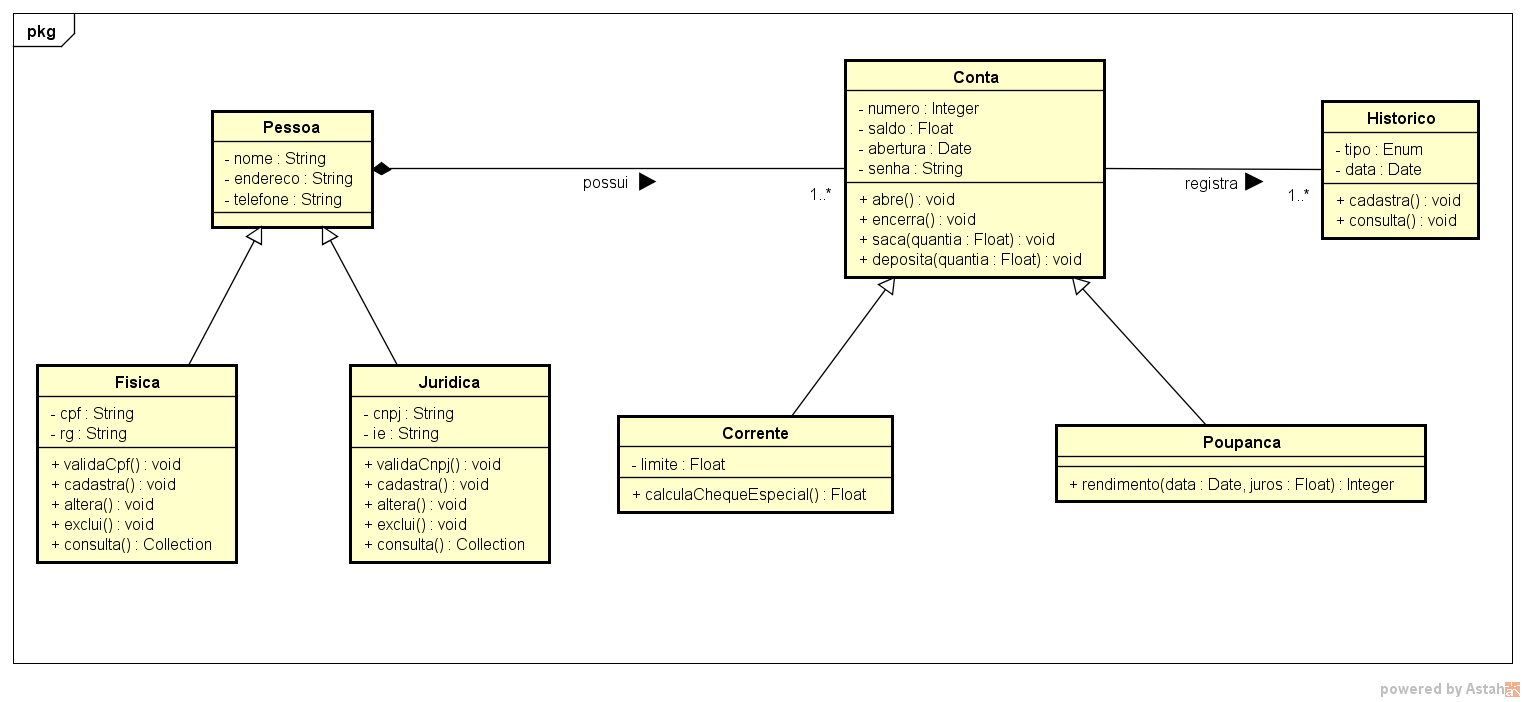 pkg
Pessoa
- nome : String
- endereco : String
- telefone : String
possui
1..*
Conta
- numero : Integer
- saldo : Float
- abertura : Date
- senha : String
+ abre() : void
+ encerra() : void
+ saca(quantia : Float) : void
+ deposita(quantia : Float) : void
registra
1..*
Historico
- tipo : Enum
- data : Date
+ cadastra() : void
+ consulta() : void
Fisica
- cpf : String
- rg : String
+ validaCpf() : void
+ cadastra() : void
+ altera() : void
+ exclui() : void
+ consulta() : Collection
Juridica
- cnpj : String
- ie : String
+ validaCnpj() : void
+ cadastra() : void
+ altera() : void
+ exclui() : void
+ consulta() : Collection
Corrente
- limite : Float
+ calculaChequeEspecial() : Float
Poupanca
+ rendimento(data : Date, juros : Float) : Integer
powered by Astah